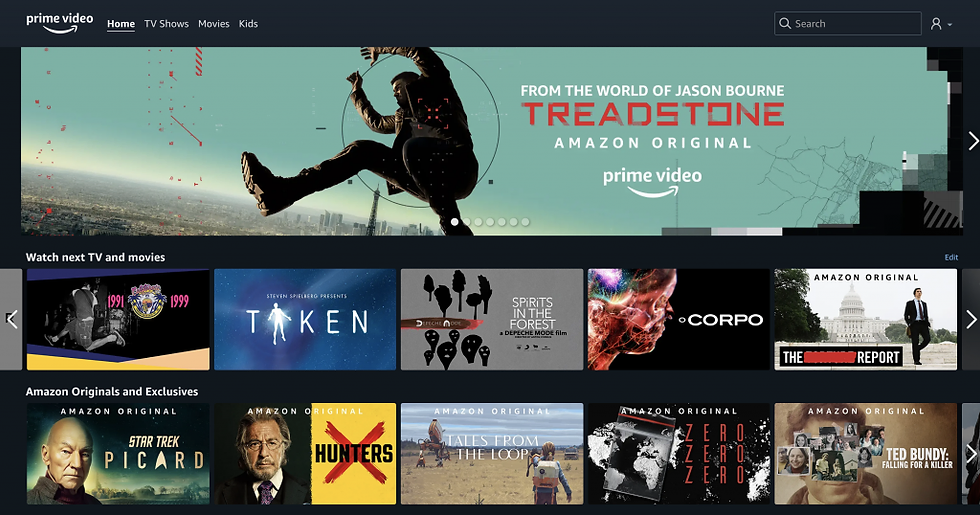 prime video Home TV Shows Movies Kids Search
FROM THE WORLD OF JASON BOURNE
TREADSTONE
AMAZON ORIGINAL
prime video
Watch next TV and movies Edit
1991 1999
STEVEN SPIELBERG PRESENTS
TAKEN
SPIRITS
IN THE
FOREST
DEPECHE MODE
a DEPECHE MODE film
O CORPO
AMAZON ORIGINAL
THE REPORT
Amazon Originals and Exclusives
AMAZON ORIGINAL
STAR TREK
PICARD
AMAZON ORIGINAL
HUNTERS
AMAZON ORIGINAL
TALES FROM
THE LOOP
AMAZON ORIGINAL
ZERO
ZERO
ZERO
AMAZON ORIGINAL
TED BUNDY:
FALLING FOR A KILLER